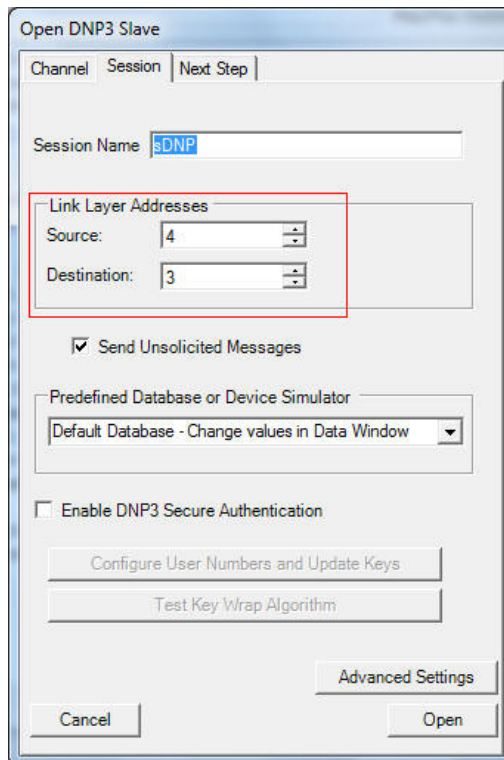 Open DNP3 Slave
Channel Session Next Step
Session Name sDNP
Link Layer Addresses
Source: 4
Destination: 3
Send Unsolicited Messages
Predefined Database or Device Simulator
Default Database - Change values in Data Window
Enable DNP3 Secure Authentication
Configure User Numbers and Update Keys
Test Key Wrap Algorithm
Advanced Settings
Cancel Open